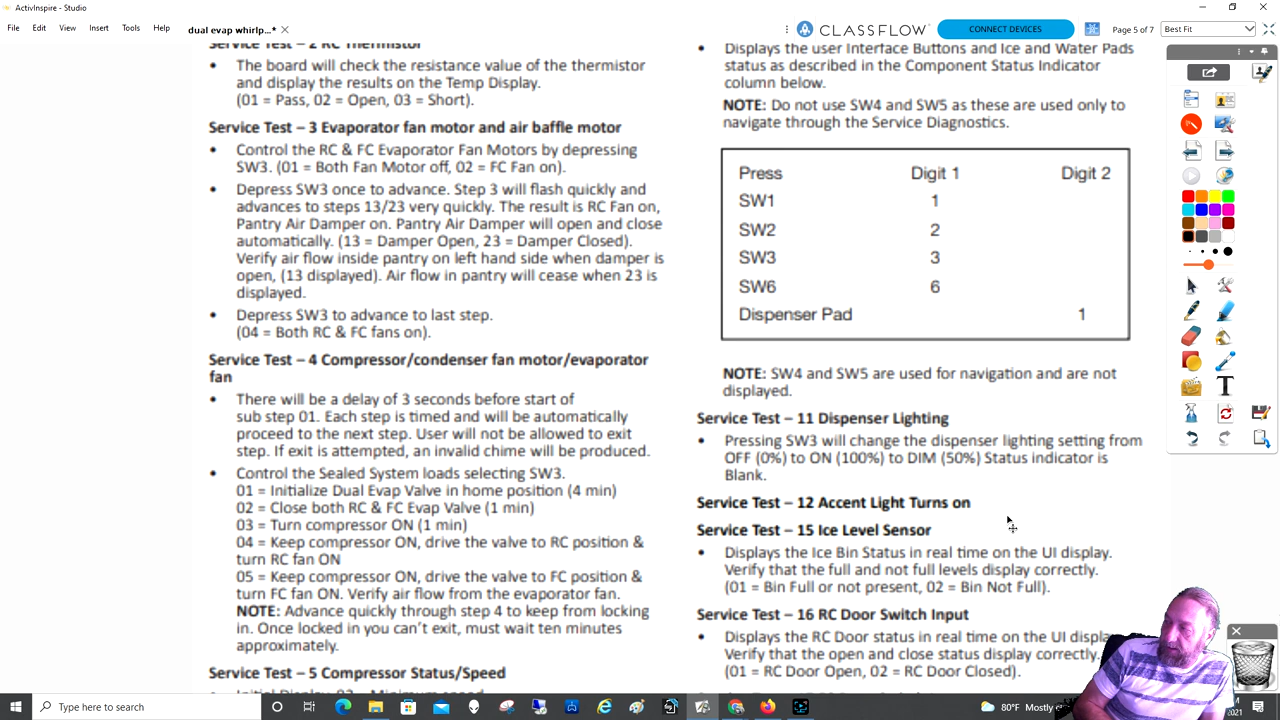 ActivInspire - Studio
File Edit View Insert Tools Help dual evap whirlp...*
CLASSFLOW CONNECT DEVICES Page 5 of 7 Best Fit
Service Test – 2 RC Thermistor
• The board will check the resistance value of the thermistor
and display the results on the Temp Display.
(01 = Pass, 02 = Open, 03 = Short).
Service Test – 3 Evaporator fan motor and air baffle motor
• Control the RC & FC Evaporator Fan Motors by depressing
SW3. (01 = Both Fan Motor off, 02 = FC Fan on).
• Depress SW3 once to advance. Step 3 will flash quickly and
advances to steps 13/23 very quickly. The result is RC Fan on,
Pantry Air Damper on. Pantry Air Damper will open and close
automatically. (13 = Damper Open, 23 = Damper Closed).
Verify air flow inside pantry on left hand side when damper is
open, (13 displayed). Air flow in pantry will cease when 23 is
displayed.
• Depress SW3 to advance to last step.
(04 = Both RC & FC fans on).
Service Test – 4 Compressor/condenser fan motor/evaporator
fan
• There will be a delay of 3 seconds before start of
sub step 01. Each step is timed and will be automatically
proceed to the next step. User will not be allowed to exit
step. If exit is attempted, an invalid chime will be produced.
• Control the Sealed System loads selecting SW3.
01 = Initialize Dual Evap Valve in home position (4 min)
02 = Close both RC & FC Evap Valve (1 min)
03 = Turn compressor ON (1 min)
04 = Keep compressor ON, drive the valve to RC position &
turn RC fan ON
05 = Keep compressor ON, drive the valve to FC position &
turn FC fan ON. Verify air flow from the evaporator fan.
NOTE: Advance quickly through step 4 to keep from locking
in. Once locked in you can't exit, must wait ten minutes
approximately.
Service Test – 5 Compressor Status/Speed
• Displays the user Interface Buttons and Ice and Water Pads
status as described in the Component Status Indicator
column below.
NOTE: Do not use SW4 and SW5 as these are used only to
navigate through the Service Diagnostics.
Press Digit 1 Digit 2
SW1 1
SW2 2
SW3 3
SW6 6
Dispenser Pad 1
NOTE: SW4 and SW5 are used for navigation and are not
displayed.
Service Test – 11 Dispenser Lighting
• Pressing SW3 will change the dispenser lighting setting from
OFF (0%) to ON (100%) to DIM (50%) Status indicator is
Blank.
Service Test – 12 Accent Light Turns on
Service Test – 15 Ice Level Sensor
• Displays the Ice Bin Status in real time on the UI display.
Verify that the full and not full levels display correctly.
(01 = Bin Full or not present, 02 = Bin Not Full).
Service Test – 16 RC Door Switch Input
• Displays the RC Door status in real time on the UI
Verify that the open and close status display correctly.
(01 = RC Door Open, 02 = RC Door Closed).
Type here to search 80°F Mostly